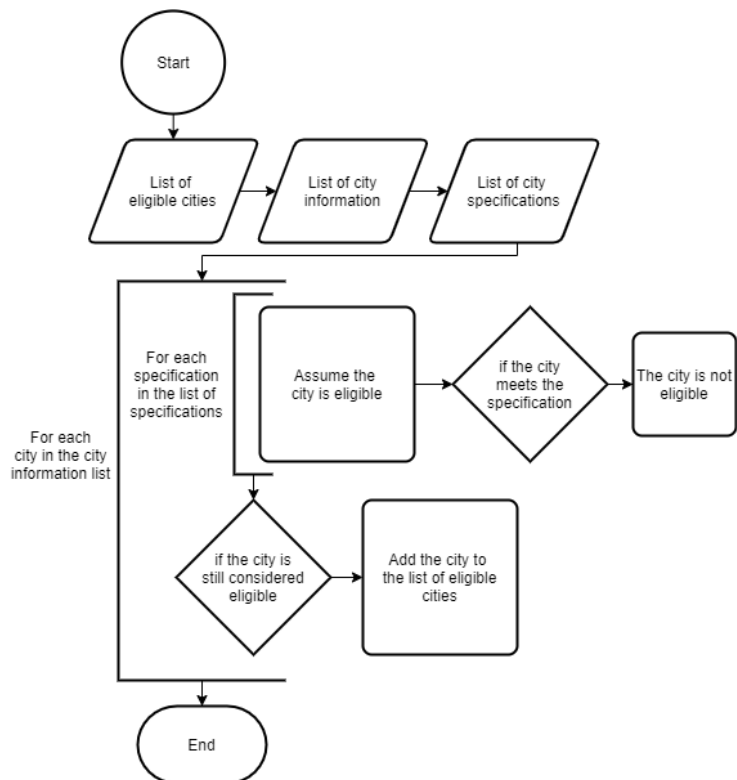 Start
List of
eligible cities
List of city
information
List of city
specifications
For each
city in the city
information list
For each
specification
in the list of
specifications
Assume the
city is eligible
if the city
meets the
specification
The city is not
eligible
if the city is
still considered
eligible
Add the city to
the list of eligible
cities
End